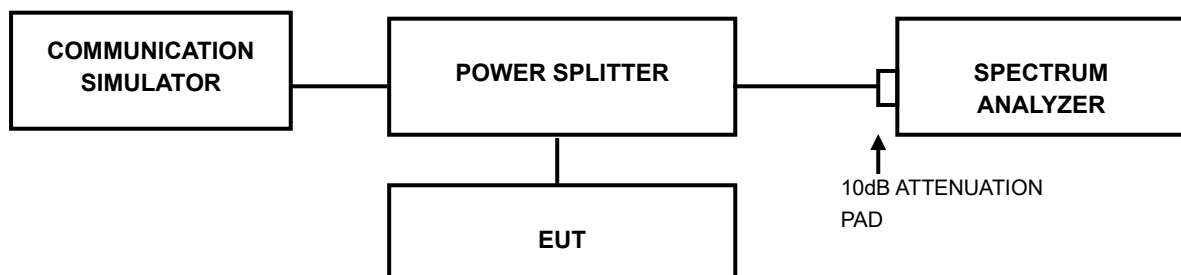 COMMUNICATION
SIMULATOR
POWER SPLITTER
SPECTRUM
ANALYZER
10dB ATTENUATION
PAD
EUT